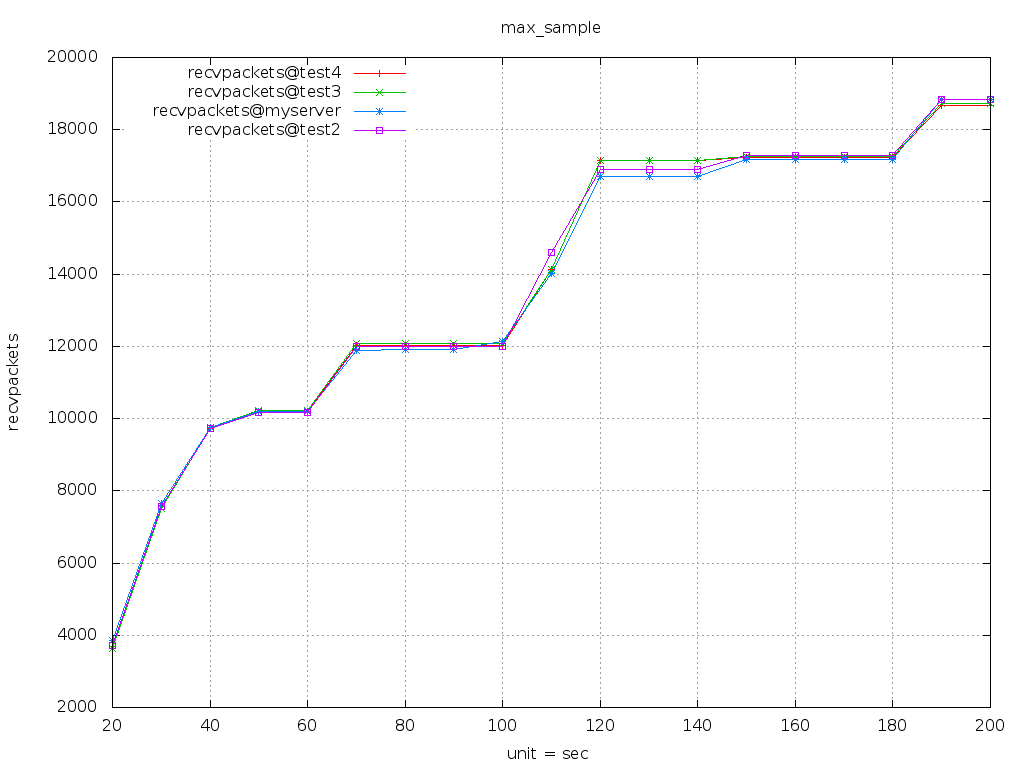 max_sample
recvpackets@test4
recvpackets@test3
recvpackets@myserver
recvpackets@test2
recvpackets
20000
18000
16000
14000
12000
10000
8000
6000
4000
2000
20 40 60 80 100 120 140 160 180 200
unit = sec